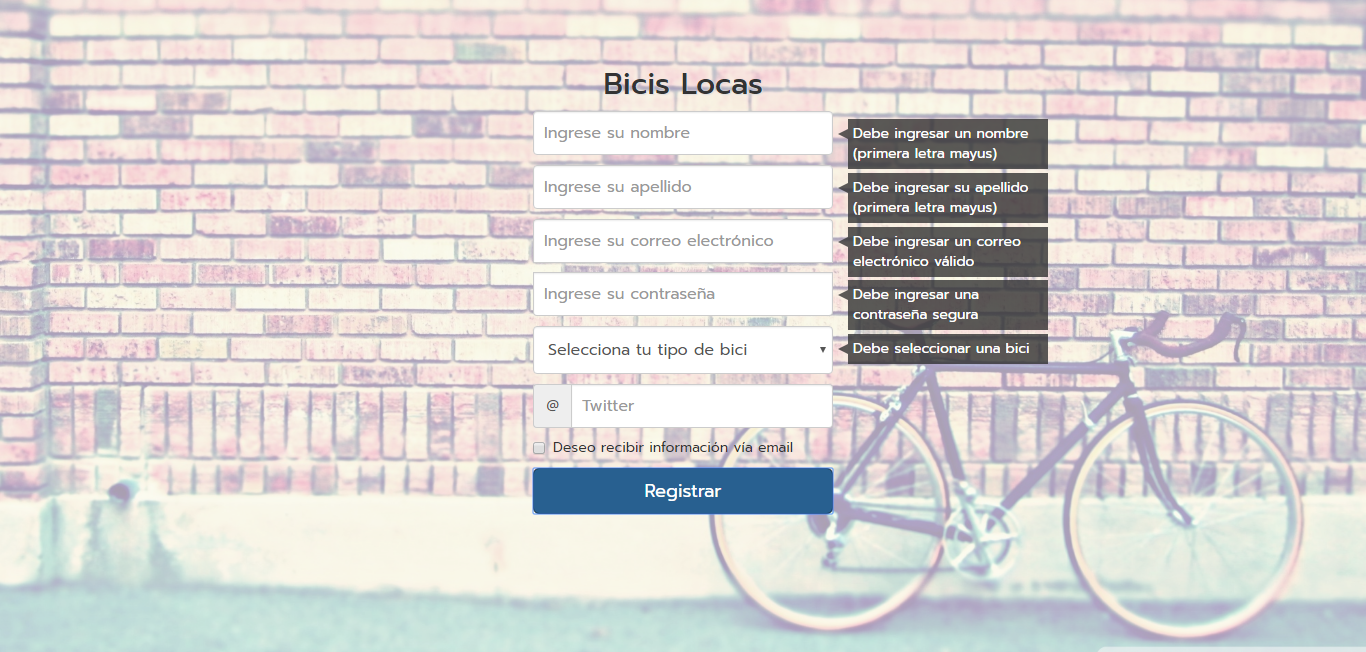 Bicis Locas
Ingrese su nombre
Debe ingresar un nombre
(primera letra mayus)
Ingrese su apellido
Debe ingresar su apellido
(primera letra mayus)
Ingrese su correo electrónico
Debe ingresar un correo
electrónico válido
Ingrese su contraseña
Debe ingresar una
contraseña segura
Selecciona tu tipo de bici
Debe seleccionar una bici
@ Twitter
Deseo recibir información vía email
Registrar